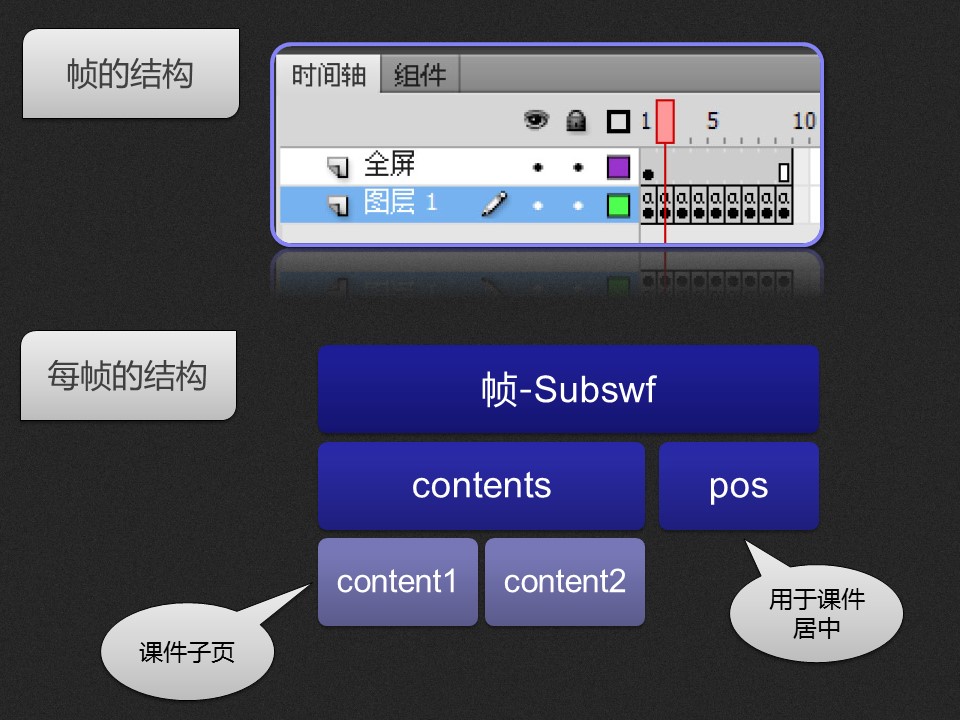 帧的结构
时间轴 组件
1 5 10
全屏
图层 1
每帧的结构
帧-Subswf
contents pos
content1 content2
用于课件
居中
课件子页